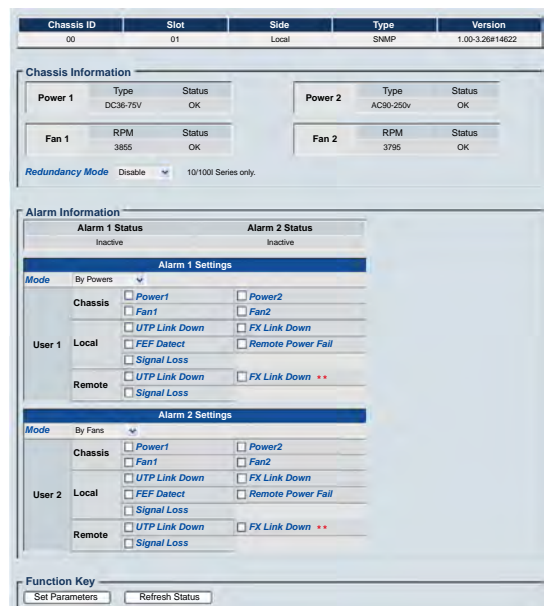 Chassis ID Slot Side Type Version
00 01 Local SNMP 1.00-3.26#14622
Chassis Information
Power 1 Type Status Power 2 Type Status
DC36-75V OK AC90-250v OK
Fan 1 RPM Status Fan 2 RPM Status
3855 OK 3795 OK
Redundancy Mode Disable 10/100I Series only.
Alarm Information
Alarm 1 Status Alarm 2 Status
Inactive Inactive
Alarm 1 Settings
Mode By Powers
User 1 Chassis Power1 Power2
Fan1 Fan2
Local UTP Link Down FX Link Down
FEF Datect Remote Power Fail
Signal Loss
Remote UTP Link Down FX Link Down **
Signal Loss
Alarm 2 Settings
Mode By Fans
User 2 Chassis Power1 Power2
Fan1 Fan2
Local UTP Link Down FX Link Down
FEF Datect Remote Power Fail
Signal Loss
Remote UTP Link Down FX Link Down **
Signal Loss
Function Key
Set Parameters Refresh Status